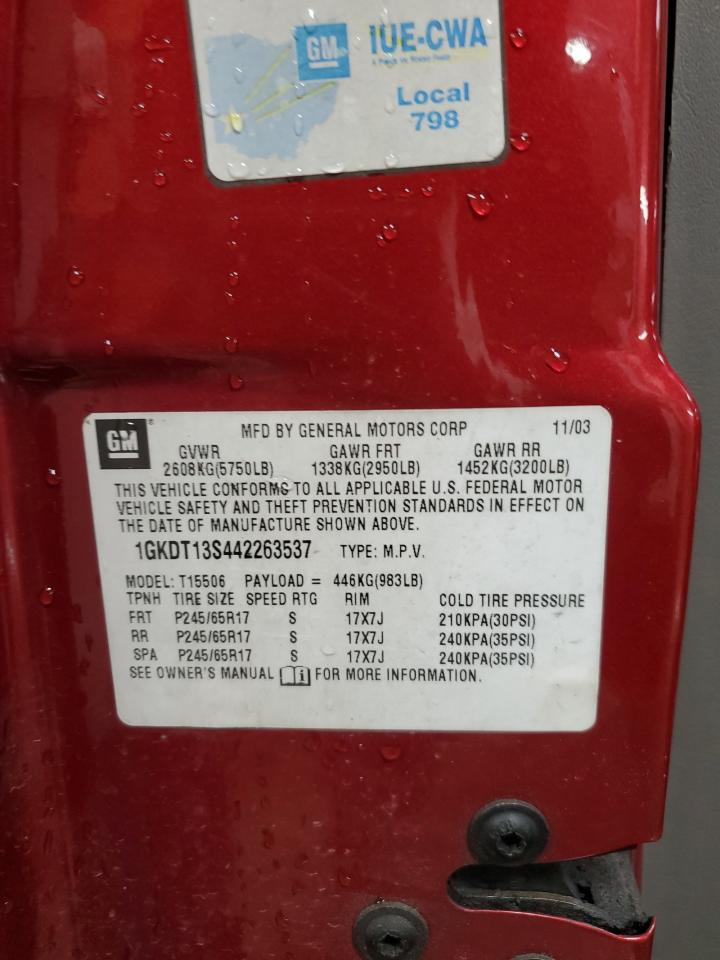 GM IUE-CWA
Local
798
GM
MFD BY GENERAL MOTORS CORP 11/03
GVWR GAWR FRT GAWR RR
2608KG(5750LB) 1338KG(2950LB) 1452KG(3200LB)
THIS VEHICLE CONFORMS TO ALL APPLICABLE U.S. FEDERAL MOTOR
VEHICLE SAFETY AND THEFT PREVENTION STANDARDS IN EFFECT ON
THE DATE OF MANUFACTURE SHOWN ABOVE.
1GKDT13S442263537 TYPE: M.P.V.
MODEL: T15506 PAYLOAD = 446KG(983LB)
TPNH TIRE SIZE SPEED RTG RIM COLD TIRE PRESSURE
FRT P245/65R17 S 17X7J 210KPA(30PSI)
RR P245/65R17 S 17X7J 240KPA(35PSI)
SPA P245/65R17 S 17X7J 240KPA(35PSI)
SEE OWNER'S MANUAL i FOR MORE INFORMATION.